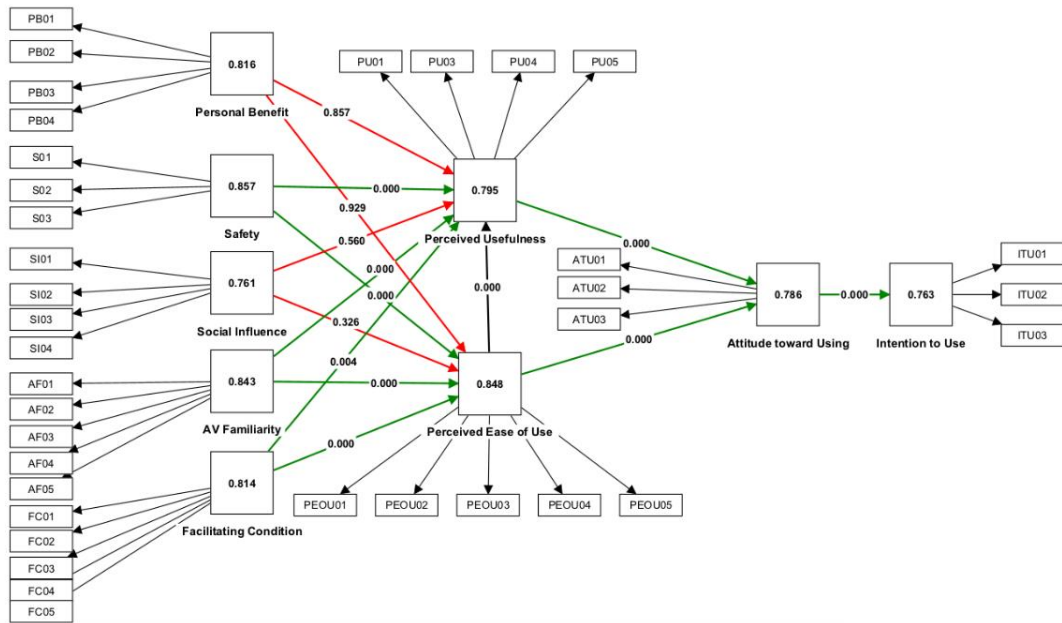 PB01
PB02
PB03
PB04
0.816
Personal Benefit
S01
S02
S03
0.857
Safety
SI01
SI02
SI03
SI04
0.761
Social Influence
AF01
AF02
AF03
AF04
AF05
0.843
AV Familiarity
FC01
FC02
FC03
FC04
FC05
0.814
Facilitating Condition
0.857
0.929
0.000
0.000
0.560
0.326
0.000
0.000
0.004
0.000
PU01
PU03
PU04
PU05
0.795
Perceived Usefulness
0.000
0.848
Perceived Ease of Use
PEOU01
PEOU02
PEOU03
PEOU04
PEOU05
0.000
0.000
ATU01
ATU02
ATU03
0.786
Attitude toward Using
0.000
0.763
Intention to Use
ITU01
ITU02
ITU03